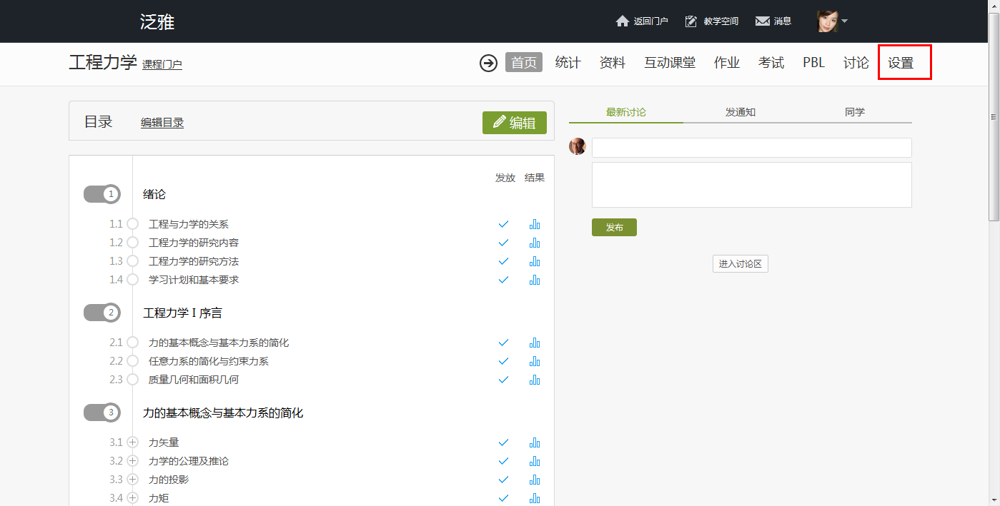 泛雅
返回门户 教学空间 消息
工程力学 课程门户
首页 统计 资料 互动课堂 作业 考试 PBL 讨论 设置
目录 编辑目录 编辑
最新讨论 发通知 同学
发放 结果
1 绪论
1.1 工程与力学的关系
1.2 工程力学的研究内容
1.3 工程力学的研究方法
1.4 学习计划和基本要求
2 工程力学 I 序言
2.1 力的基本概念与基本力系的简化
2.2 任意力系的简化与约束力系
2.3 质量几何和面积几何
3 力的基本概念与基本力系的简化
3.1 力矢量
3.2 力学的公理及推论
3.3 力的投影
3.4 力矩
发布
进入讨论区